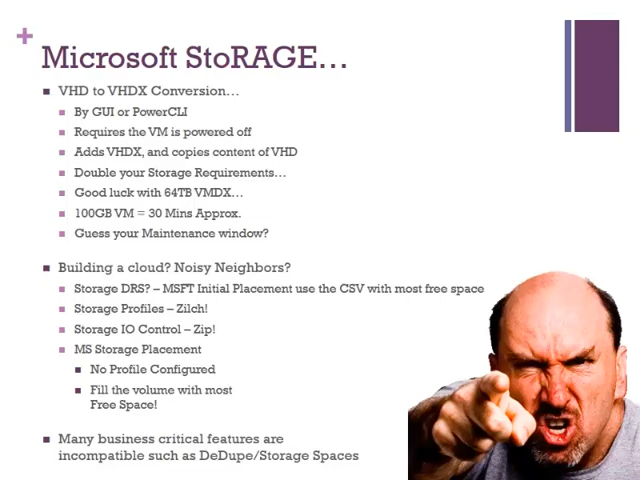 +
Microsoft StoRAGE…
VHD to VHDX Conversion…
By GUI or PowerCLI
Requires the VM is powered off
Adds VHDX, and copies content of VHD
Double your Storage Requirements…
Good luck with 64TB VMDX…
100GB VM = 30 Mins Approx.
Guess your Maintenance window?
Building a cloud? Noisy Neighbors?
Storage DRS? – MSFT Initial Placement use the CSV with most free space
Storage Profiles – Zilch!
Storage IO Control – Zip!
MS Storage Placement
No Profile Configured
Fill the volume with most
Free Space!
Many business critical features are
incompatible such as DeDupe/Storage Spaces